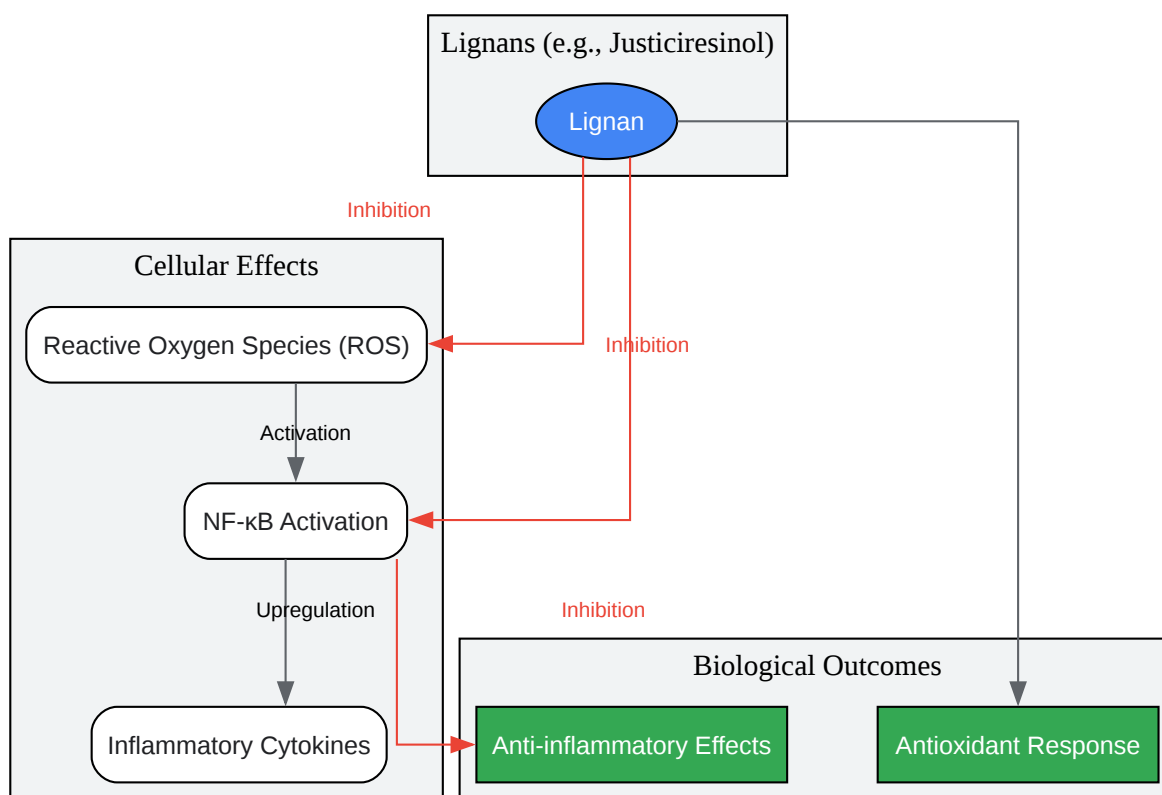 Lignans (e.g., Justiciresinol)
Lignan
Inhibition
Cellular Effects
Reactive Oxygen Species (ROS)
Inhibition
Activation
NF-κB Activation
Upregulation
Inhibition
Biological Outcomes
Inflammatory Cytokines
Anti-inflammatory Effects
Antioxidant Response